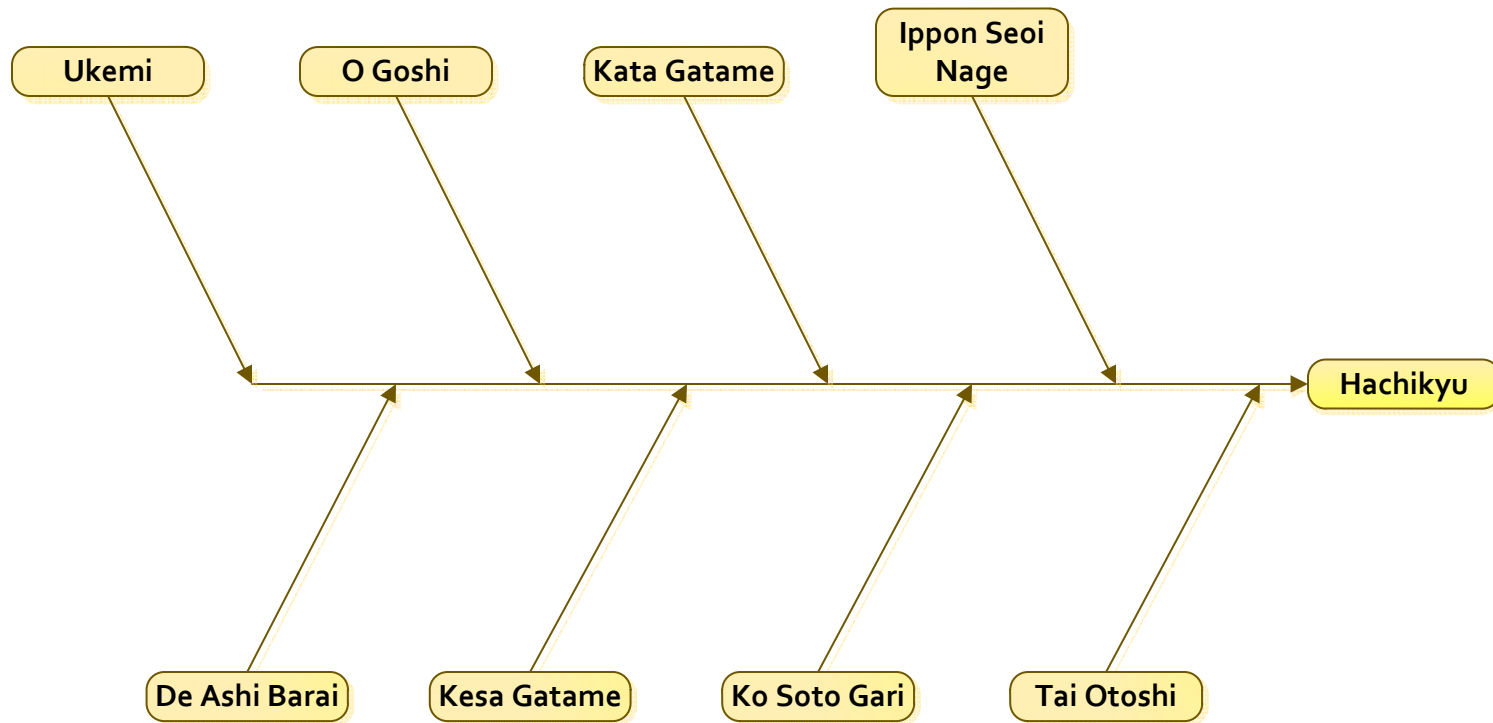 Ukemi
O Goshi
Kata Gatame
Ippon Seoi
Nage
Hachikyu
De Ashi Barai
Kesa Gatame
Ko Soto Gari
Tai Otoshi